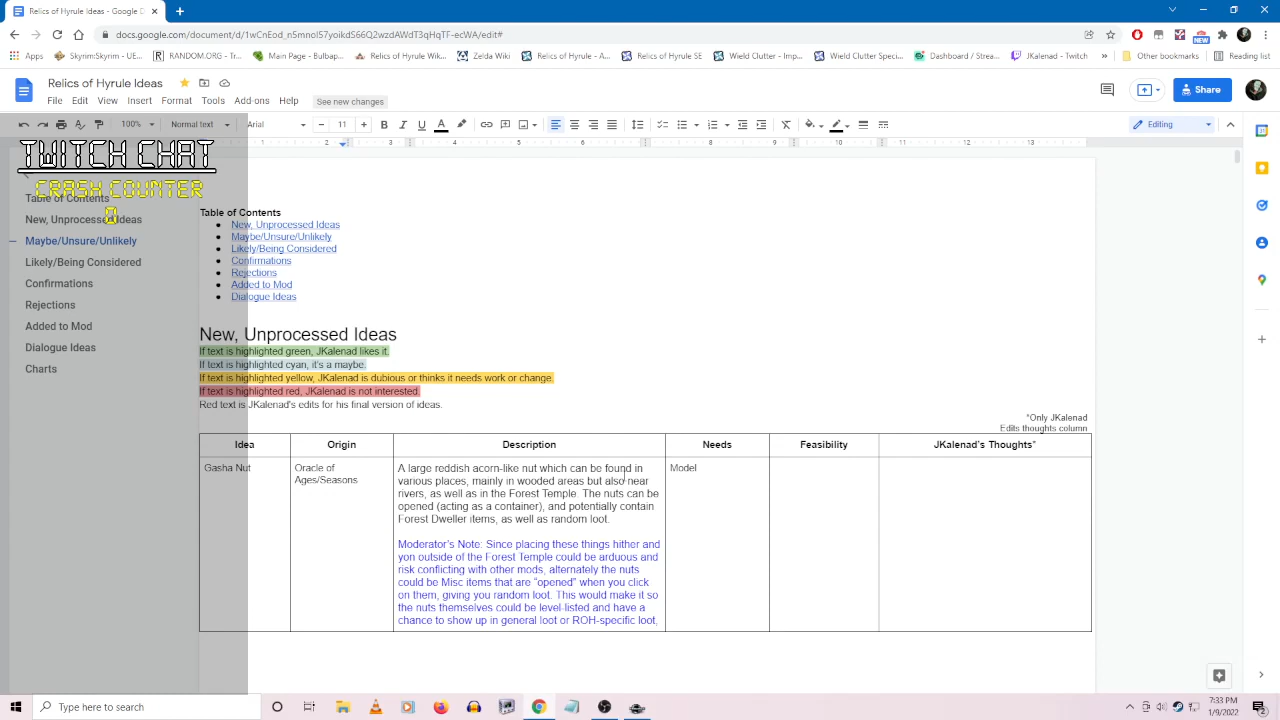 Relics of Hyrule Ideas - Google D
docs.google.com/document/d/1wCnEod_n5mnolS7yoikdS66Q2wzdAWdT3qHqTF-ecWA/edit#
Apps
SkyrimSkyrim - UE...
RANDOM.ORG - Tr...
Main Page - Bulbap...
Relics of Hyrule - W...
Zelda Wiki
Relics of Hyrule - A...
Relics of Hyrule SE
Wield Clutter - Imp...
Wield Clutter Speci...
Dashboard / Strea...
JKalenad - Twitch
»
Other bookmarks
Reading list
Relics of Hyrule Ideas
File Edit View Insert Format Tools Add-ons Help
See new changes
Share
100%
Normal text
Arial
11
Editing
1 2 3 4 5 6 7 8 9 10 11 12 13
TWITCH CHAT
CRASH COUNTER
0
Table of Contents
New, Unprocessed Ideas
Maybe/Unsure/Unlikely
Likely/Being Considered
Confirmations
Rejections
Added to Mod
Dialogue Ideas
Charts
Table of Contents
● New, Unprocessed Ideas
● Maybe/Unsure/Unlikely
● Likely/Being Considered
● Confirmations
● Rejections
● Added to Mod
● Dialogue Ideas
New, Unprocessed Ideas
If text is highlighted green, JKalenad likes it.
If text is highlighted cyan, it's a maybe.
If text is highlighted yellow, JKalenad is dubious or thinks it needs work or change.
If text is highlighted red, JKalenad is not interested.
Red text is JKalenad's edits for his final version of ideas.
*Only JKalenad
Edits thoughts column
Idea
Origin
Description
Needs
Feasibility
JKalenad's Thoughts*
Gasha Nut
Oracle of
Ages/Seasons
A large reddish acorn-like nut which can be found in
various places, mainly in wooded areas but also near
rivers, as well as in the Forest Temple. The nuts can be
opened (acting as a container), and potentially contain
Forest Dweller items, as well as random loot.
Moderator's Note: Since placing these things hither and
yon outside of the Forest Temple could be arduous and
risk conflicting with other mods, alternately the nuts
could be Misc items that are "opened" when you click
on them, giving you random loot. This would make it so
the nuts themselves could be level-listed and have a
chance to show up in general loot or ROH-specific loot,
Model
Type here to search
7:33 PM
1/9/2022